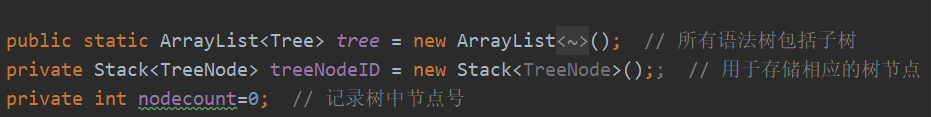 public static ArrayList<Tree> tree = new ArrayList<~>();  // 所有语法树包括子树
private Stack<TreeNode> treeNodeID = new Stack<TreeNode>();;  // 用于存储相应的树节点
private int nodecount=0;  // 记录树中节点号